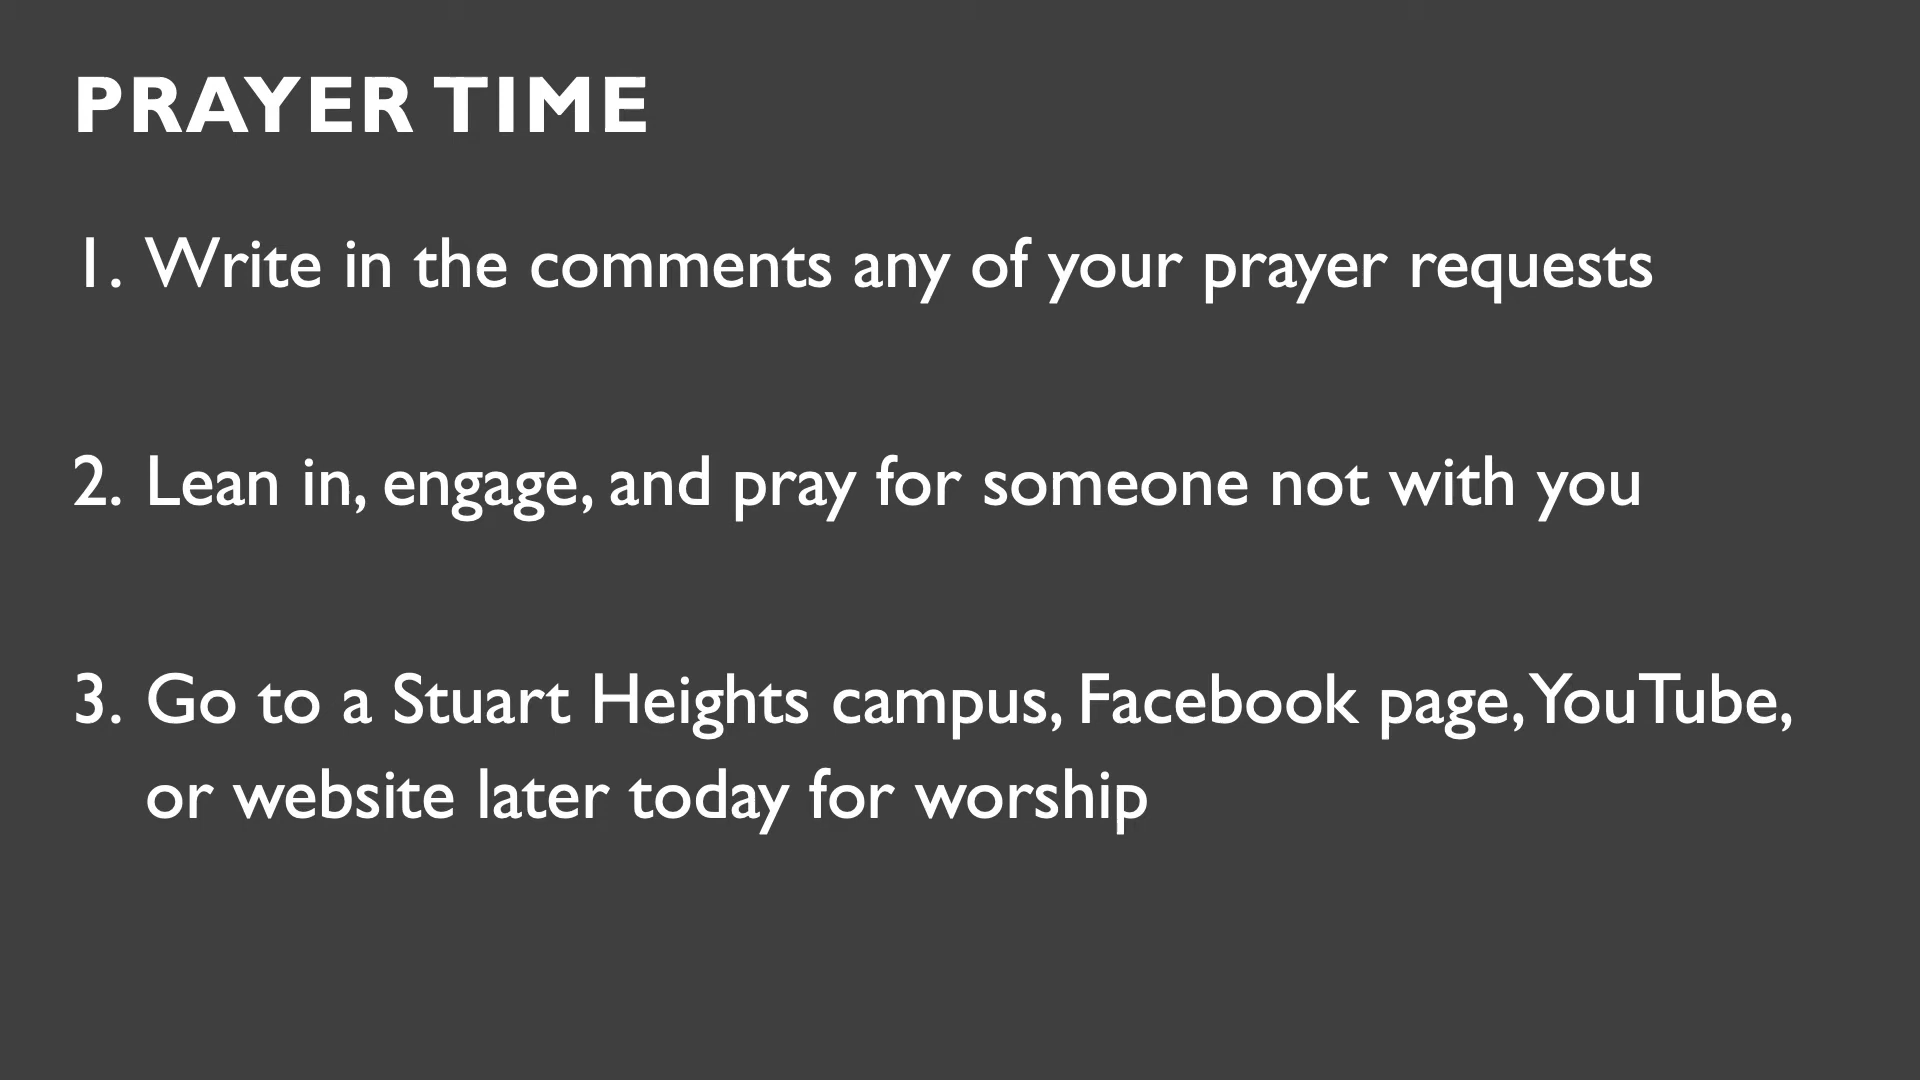 PRAYER TIME
1. Write in the comments any of your prayer requests
2. Lean in, engage, and pray for someone not with you
3. Go to a Stuart Heights campus, Facebook page, YouTube,
or website later today for worship